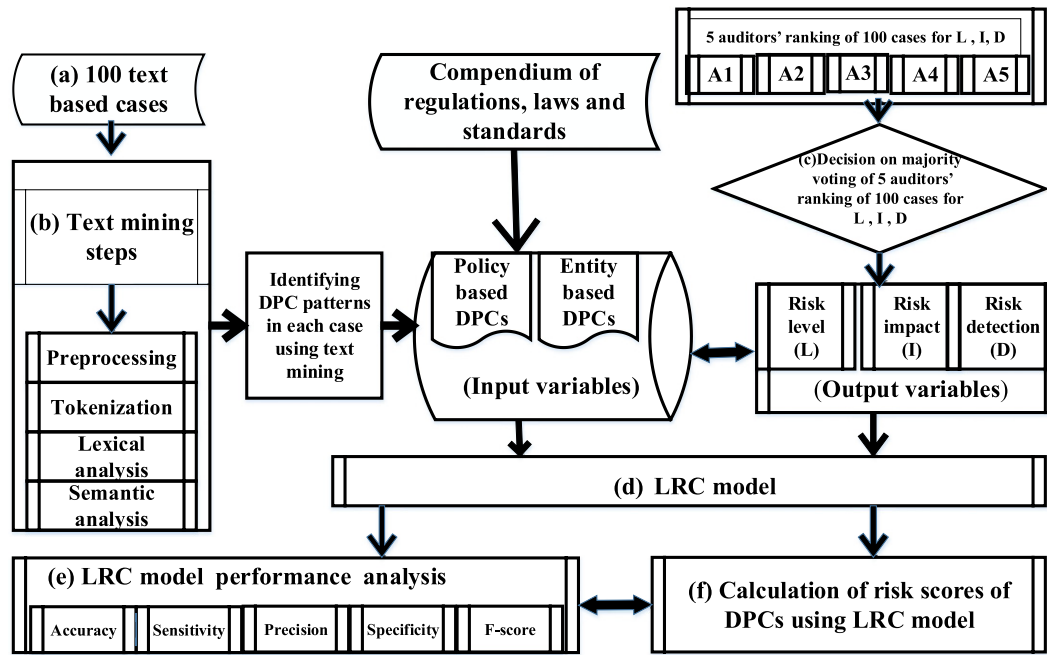 (a) 100 text
based cases
(b) Text mining
steps
Preprocessing
Tokenization
Lexical
analysis
Semantic
analysis
Identifying
DPC patterns
in each case
using text
mining
Compendium of
regulations, laws and
standards
Policy
based
DPCs
Entity
based
DPCs
(Input variables)
5 auditors' ranking of 100 cases for L , I, D
A1
A2
A3
A4
A5
(c)Decision on majority
voting of 5 auditors'
ranking of 100 cases for
L , I , D
Risk
level
(L)
Risk
impact
(I)
Risk
detection
(D)
(Output variables)
(d) LRC model
(e) LRC model performance analysis
Accuracy
Sensitivity
Precision
Specificity
F-score
(f) Calculation of risk scores of
DPCs using LRC model